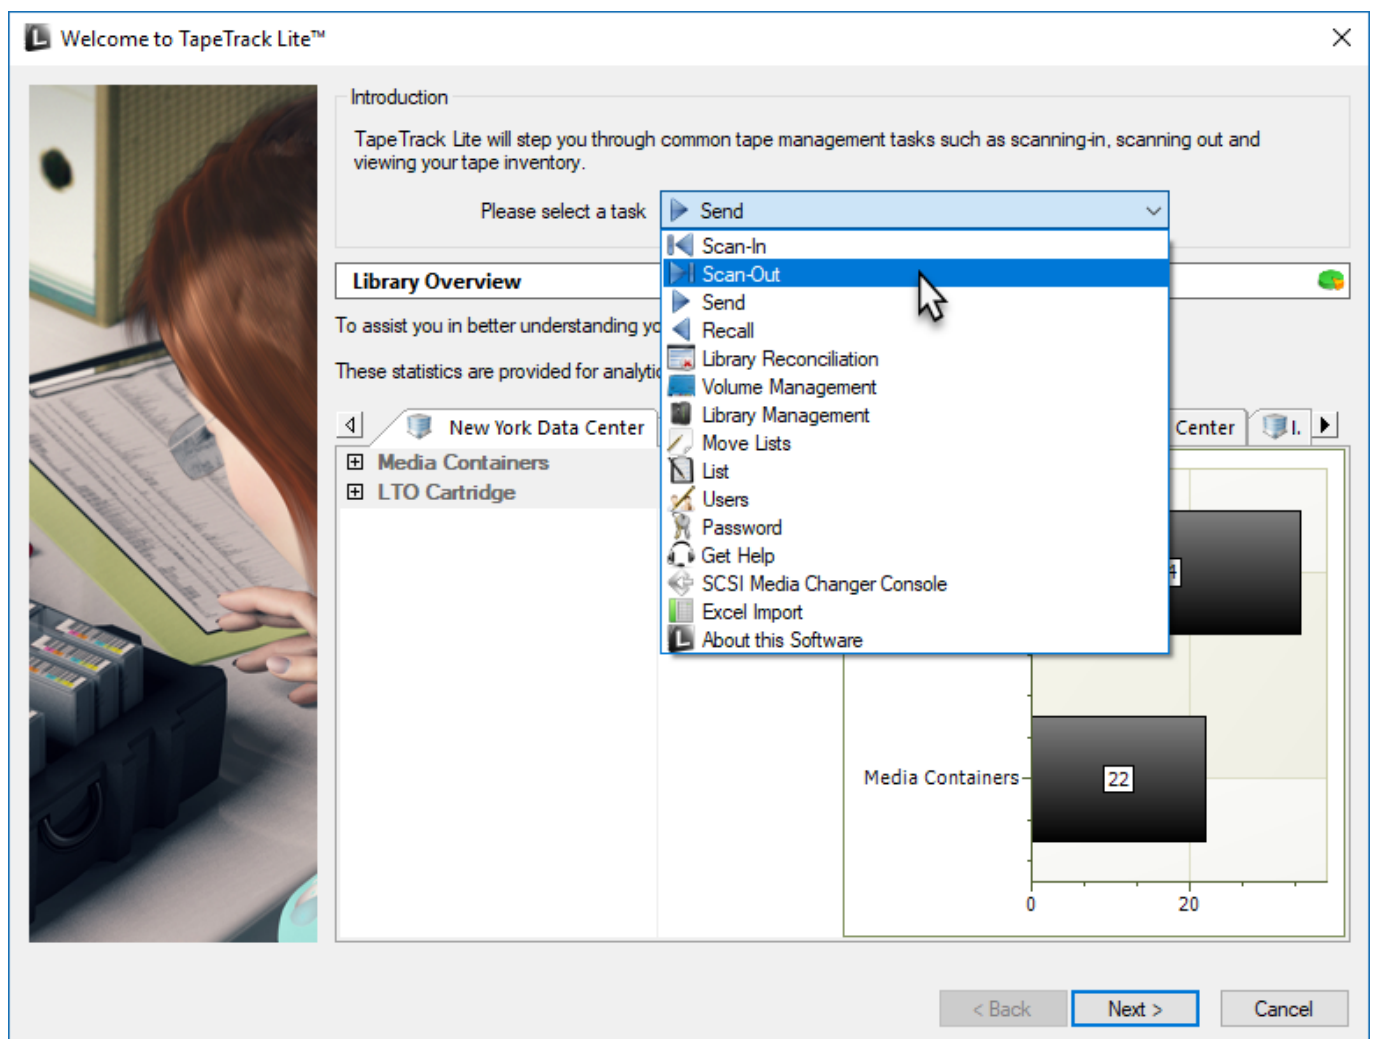 Welcome to TapeTrack Lite™
Introduction
TapeTrack Lite will step you through common tape management tasks such as scanning-in, scanning out and
viewing your tape inventory.
Please select a task
Send
Scan-In
Scan-Out
Send
Recall
Library Reconciliation
Volume Management
Library Management
Move Lists
List
Users
Password
Get Help
SCSI Media Changer Console
Excel Import
About this Software
Library Overview
To assist you in better understanding
These statistics are provided for
New York Data Center
Center
I.
Media Containers
LTO Cartridge
4
Media Containers
22
0
20
< Back
Next >
Cancel